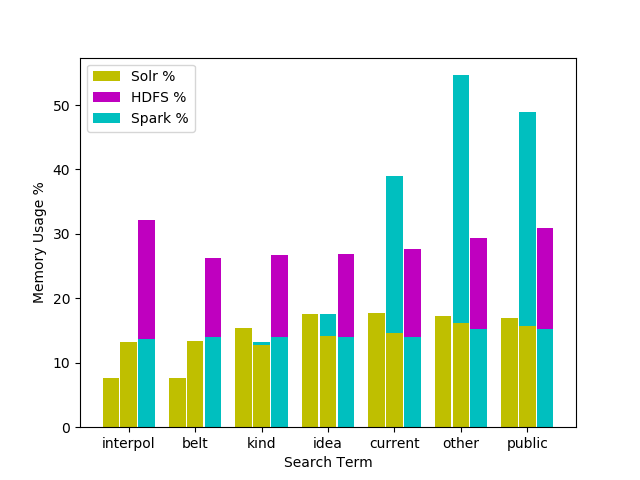 Solr %
HDFS %
Spark %
50
40
30
20
10
0
Memory Usage %
interpol belt kind idea current other public
Search Term